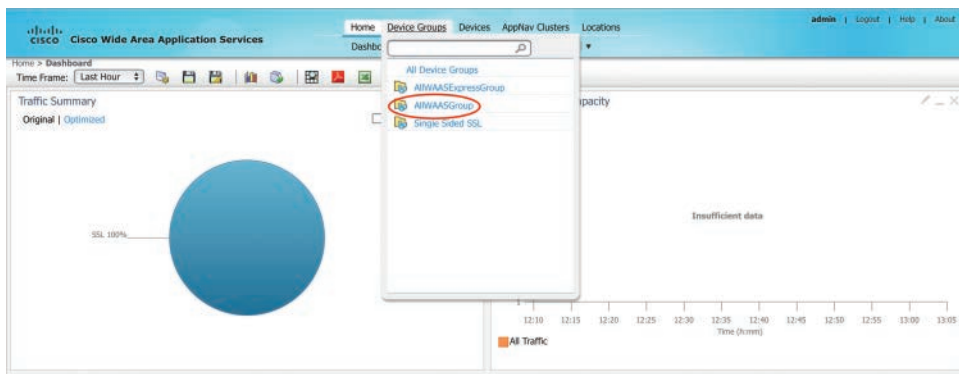 admin | Logout | Help | About
CISCO Cisco Wide Area Application Services
Home Device Groups Devices AppNav Clusters Locations
Dashbo
Home > Dashboard
Time Frame: Last Hour
All Device Groups
AllWAASExpressGroup
AllWAASGroup
Single Sided SSL
Traffic Summary
Original | Optimized
SSL 100%
apacity
Insufficient data
1
12:10 12:15 12:20 12:25 12:30 12:35 12:40 12:45 12:50 12:55 13:00 13:05
Time (h:mm)
All Traffic